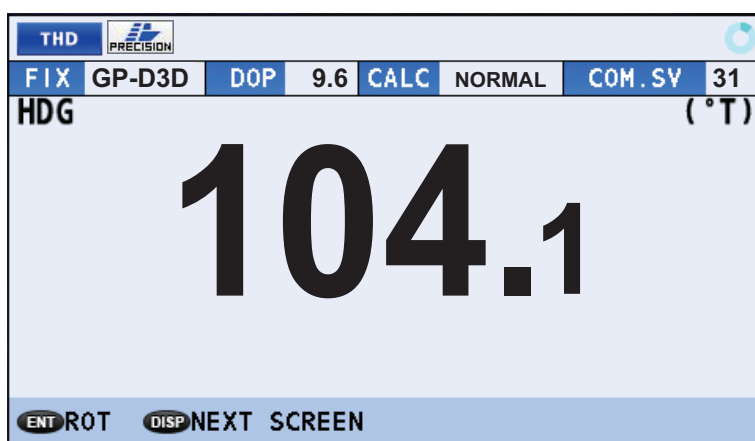 THD PRECISION
FIX GP-D3D DOP 9.6 CALC NORMAL COM.SV 31
HDG (°T)
104.1
ENT ROT DISP NEXT SCREEN